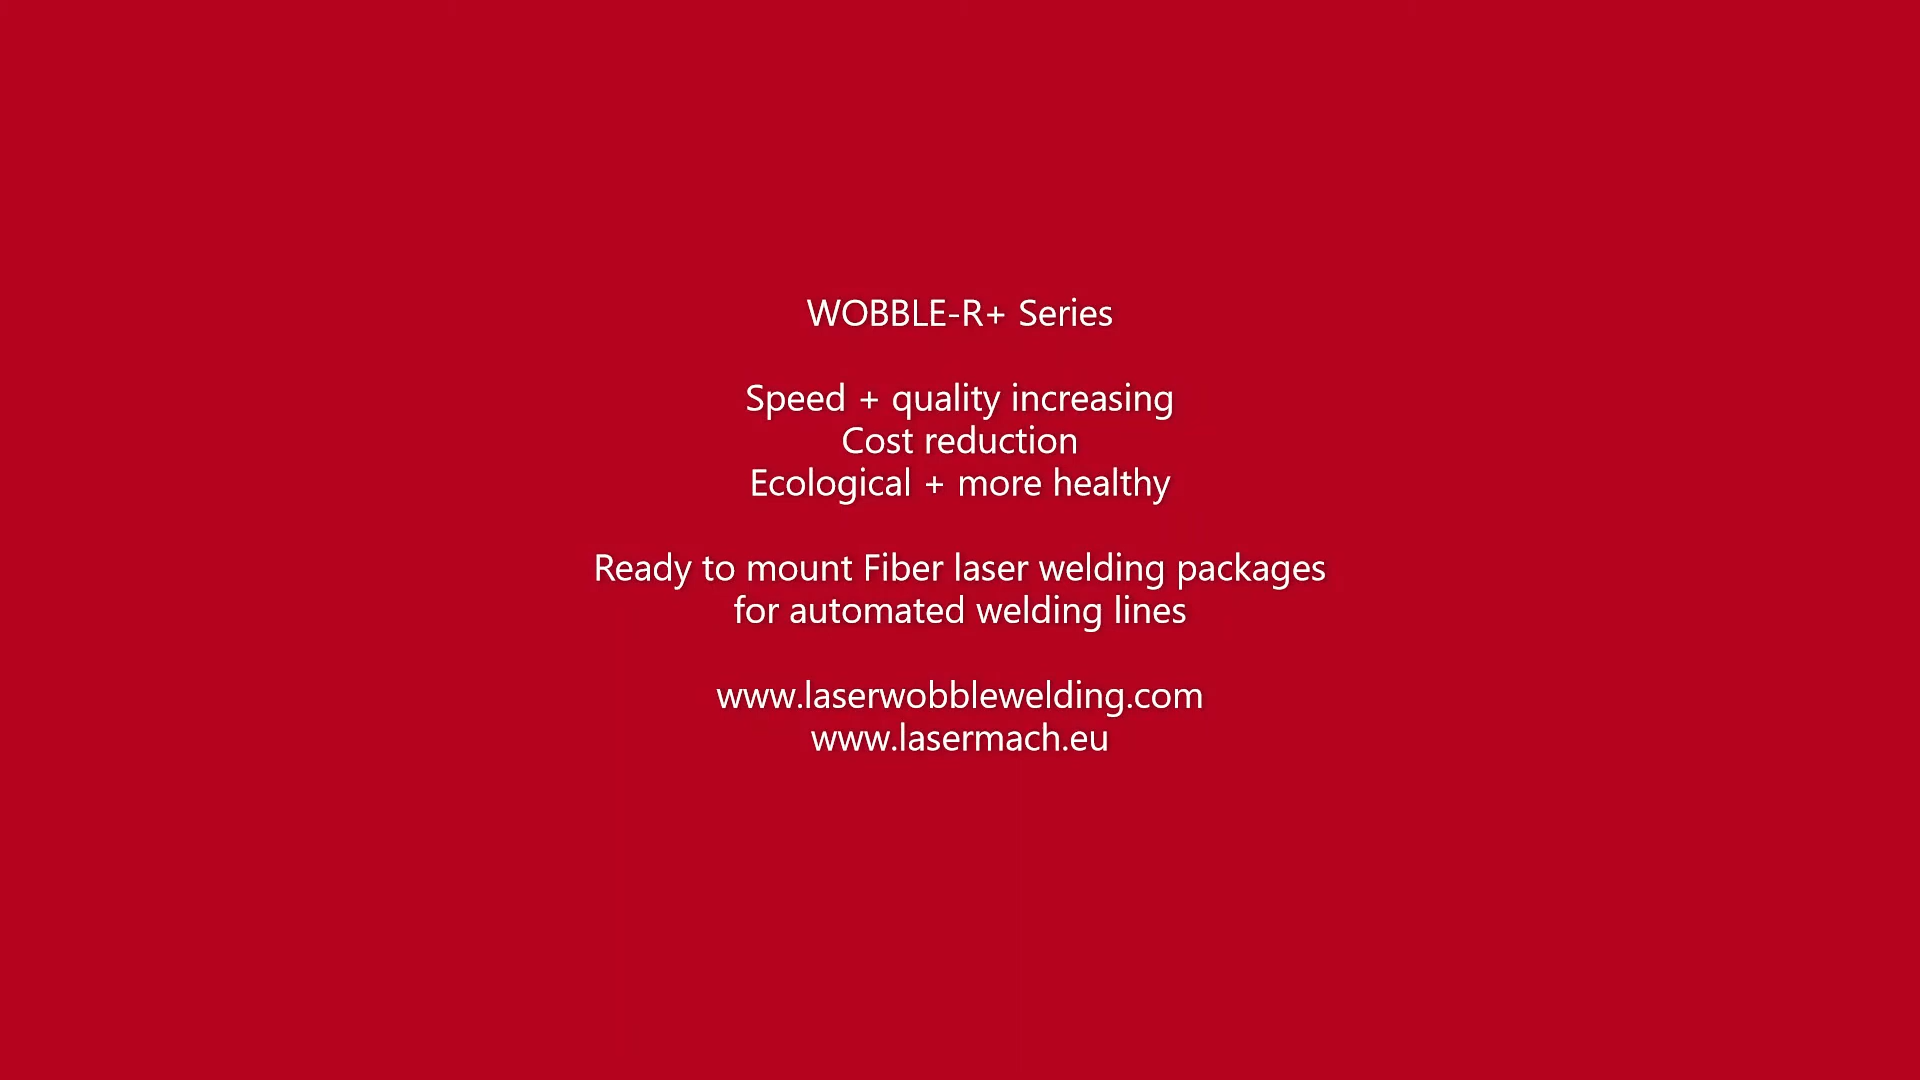 WOBBLE-R+ Series
Speed + quality increasing
Cost reduction
Ecological + more healthy
Ready to mount Fiber laser welding packages
for automated welding lines
www.laserwobblewelding.com
www.lasermach.eu